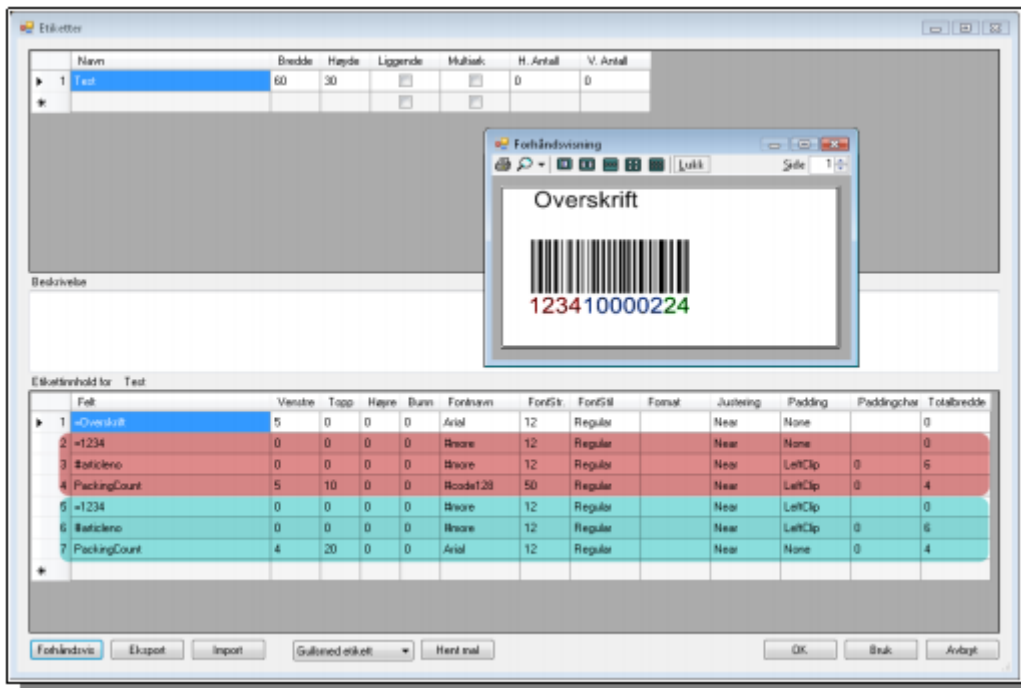 Etiketter
Navn Bredde Høyde Liggende Multiark H. Antall V. Antall
1 Test 60 30 0 0
Forhåndsvisning
Lukk Side 1
Overskrift
123410000224
Beskrivelse
Etikettinnhold for Test
Felt Venstre Topp Høyre Bunn Fontnavn FontStr. FontStil Format Justering Padding Paddingchar Totalbredde
1 =Overskrift 5 0 0 0 Arial 12 Regular Near None 0
2 =1234 0 0 0 0 #more 12 Regular Near None 0
3 #articleno 0 0 0 0 #more 12 Regular Near LeftClip 0 6
4 PackingCount 5 10 0 0 #code128 50 Regular Near LeftClip 0 4
5 =1234 0 0 0 0 #more 12 Regular Near LeftClip 0
6 #articleno 0 0 0 0 #more 12 Regular Near LeftClip 0 6
7 PackingCount 4 20 0 0 Arial 12 Regular Near None 0 4
Forhåndsvis Eksport Import Gullsmed etikett Hent mal OK Bruk Avbryt